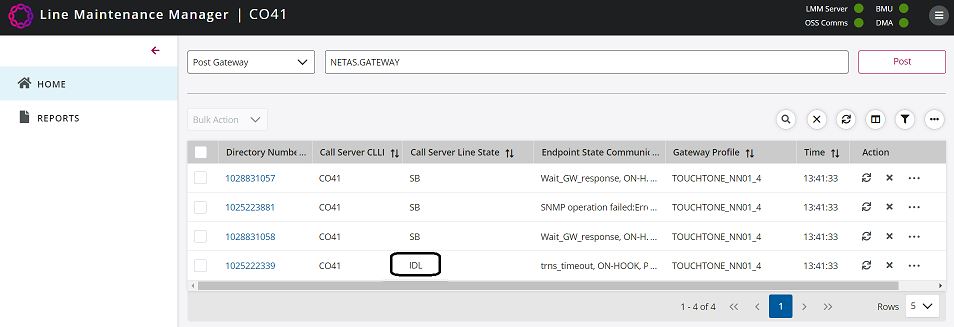 Line Maintenance Manager | CO41
LMM Server BMU
OSS Comms DMA
Post Gateway NETAS.GATEWAY Post
HOME
REPORTS
Bulk Action
Directory Numbe... Call Server CLLI Call Server Line State Endpoint State Communic... Gateway Profile Time Action
1028831057 CO41 SB Wait_GW_response, ON-H. ... TOUCHTONE_NN01_4 13:41:33
1025223881 CO41 SB SNMP operation failed:Erre ... TOUCHTONE_NN01_4 13:41:33
1028831058 CO41 SB Wait_GW_response, ON-H. ... TOUCHTONE_NN01_4 13:41:33
1025222339 CO41 IDL trns_timeout, ON-HOOK, P ... TOUCHTONE_NN01_4 13:41:33
1 - 4 of 4 1 Rows 5